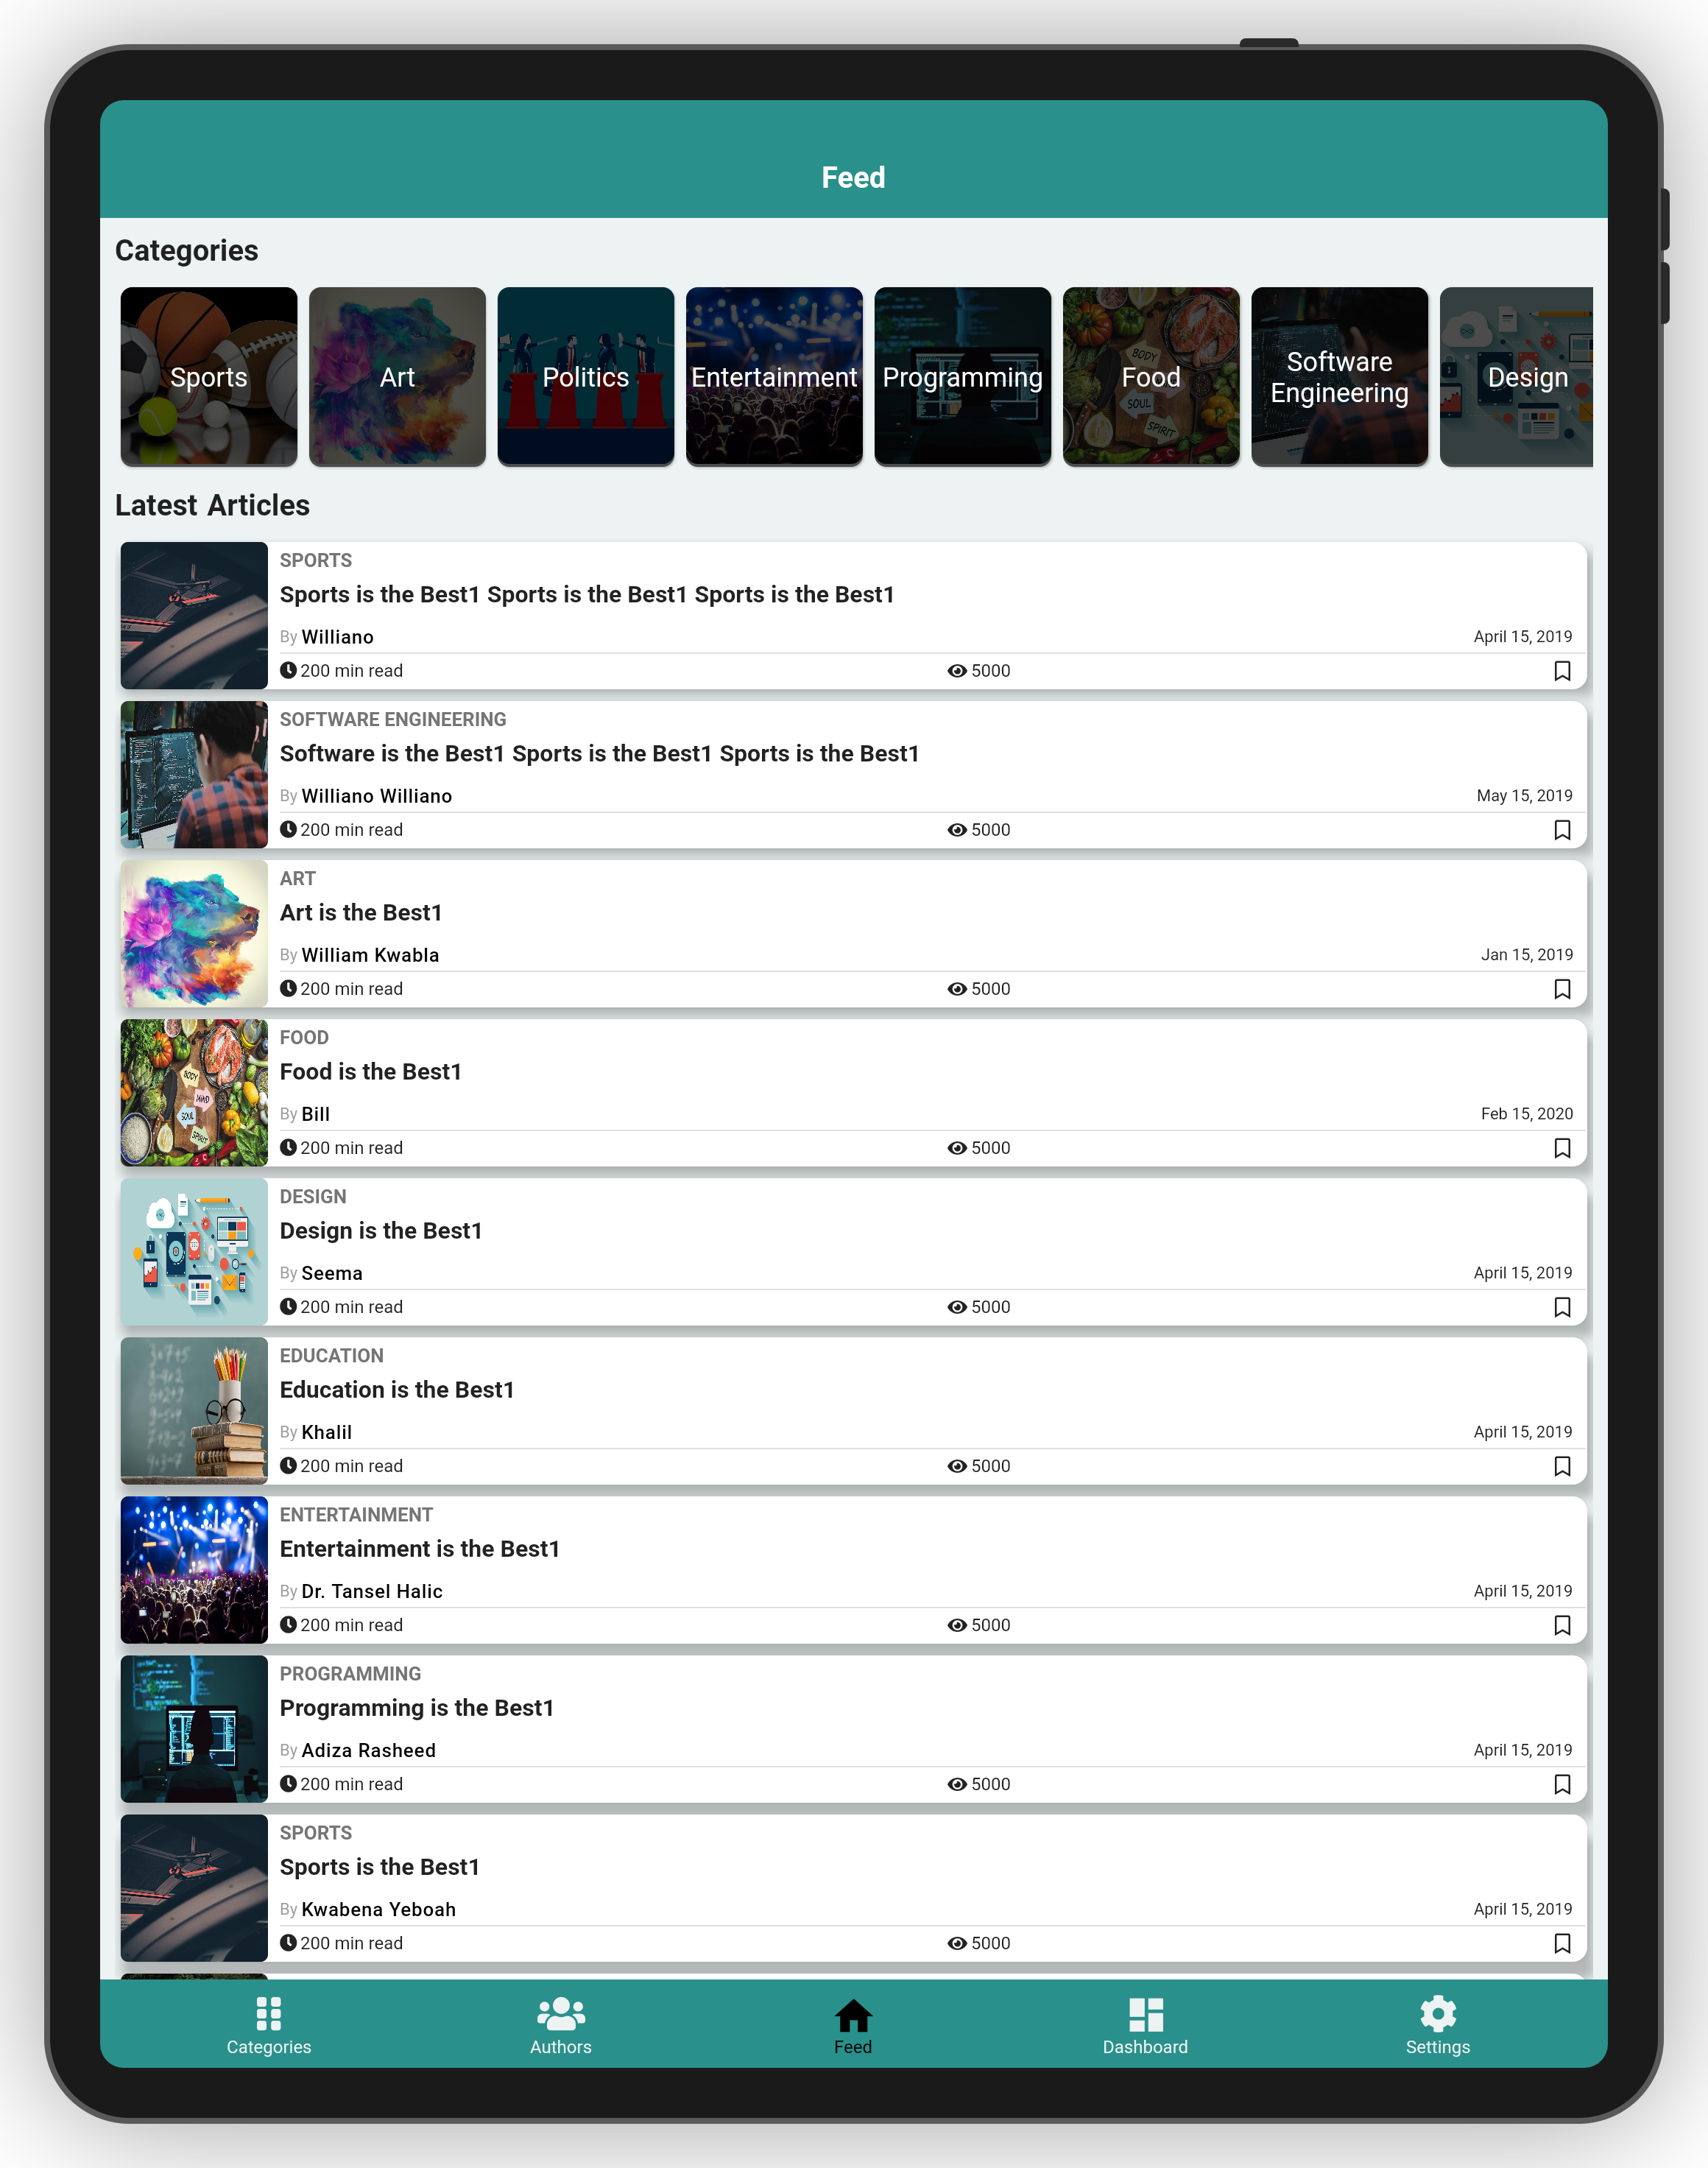 Feed
Categories
Sports
Art
Politics
Entertainment
Programming
BODY
SOUL
SPIRIT
Food
Software
Engineering
Design
Latest Articles
SPORTS
Sports is the Best1 Sports is the Best1 Sports is the Best1
By Williano
April 15, 2019
200 min read
5000
SOFTWARE ENGINEERING
Software is the Best1 Sports is the Best1 Sports is the Best1
By Williano Williano
May 15, 2019
200 min read
5000
ART
Art is the Best1
By William Kwabla
Jan 15, 2019
200 min read
5000
BODY
MIND
SOUL
SPIRIT
FOOD
Food is the Best1
By Bill
Feb 15, 2020
200 min read
5000
DESIGN
Design is the Best1
By Seema
April 15, 2019
200 min read
5000
EDUCATION
Education is the Best1
By Khalil
April 15, 2019
200 min read
5000
ENTERTAINMENT
Entertainment is the Best1
By Dr. Tansel Halic
April 15, 2019
200 min read
5000
PROGRAMMING
Programming is the Best1
By Adiza Rasheed
April 15, 2019
200 min read
5000
SPORTS
Sports is the Best1
By Kwabena Yeboah
April 15, 2019
200 min read
5000
Categories
Authors
Feed
Dashboard
Settings